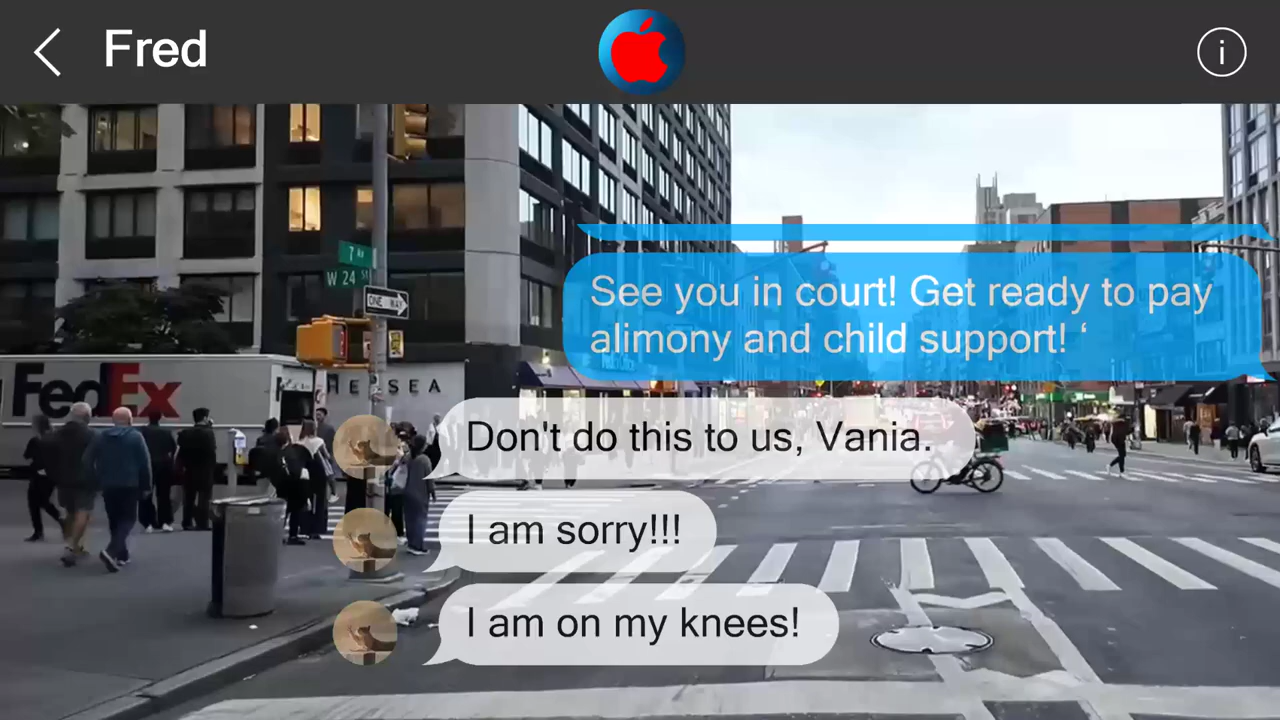 Fred
i
See you in court! Get ready to pay
alimony and child support! ‘
Don't do this to us, Vania.
I am sorry!!!
I am on my knees!
7 AV
W 24 ST
ONE WAY
FedEx
ELSEA